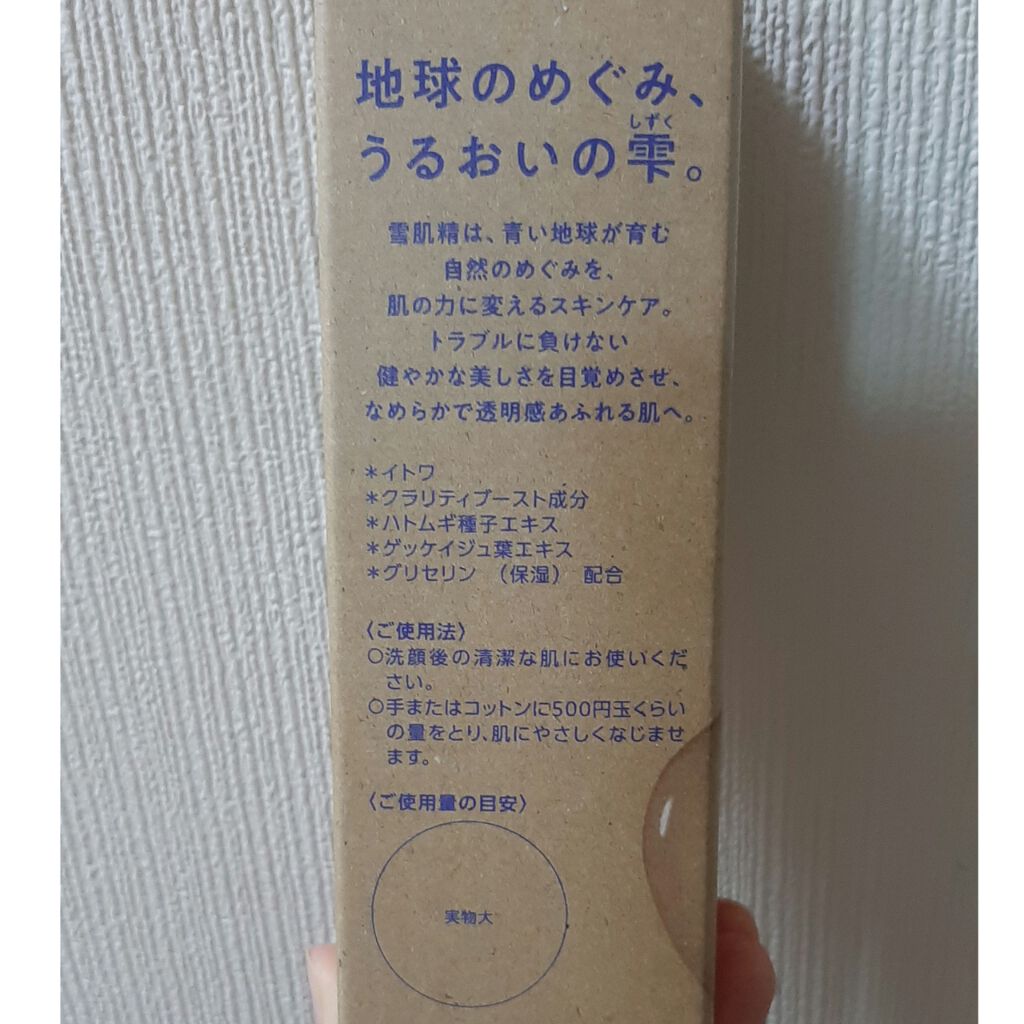 地球のめぐみ、
しずく
うるおいの雫。
雪肌精は、青い地球が育む
自然のめぐみを、
肌の力に変えるスキンケア。
トラブルに負けない
健やかな美しさを目覚めさせ、
なめらかで透明感あふれる肌へ。
*イトワ
*クラリティブースト成分
*ハトムギ種子エキス
*ゲッケイジュ葉エキス
*グリセリン （保湿） 配合
〈ご使用法〉
○洗顔後の清潔な肌にお使いくだ
さい。
○手またはコットンに500円玉くらい
の量をとり、肌にやさしくなじませ
ます。
〈ご使用量の目安〉
実物大